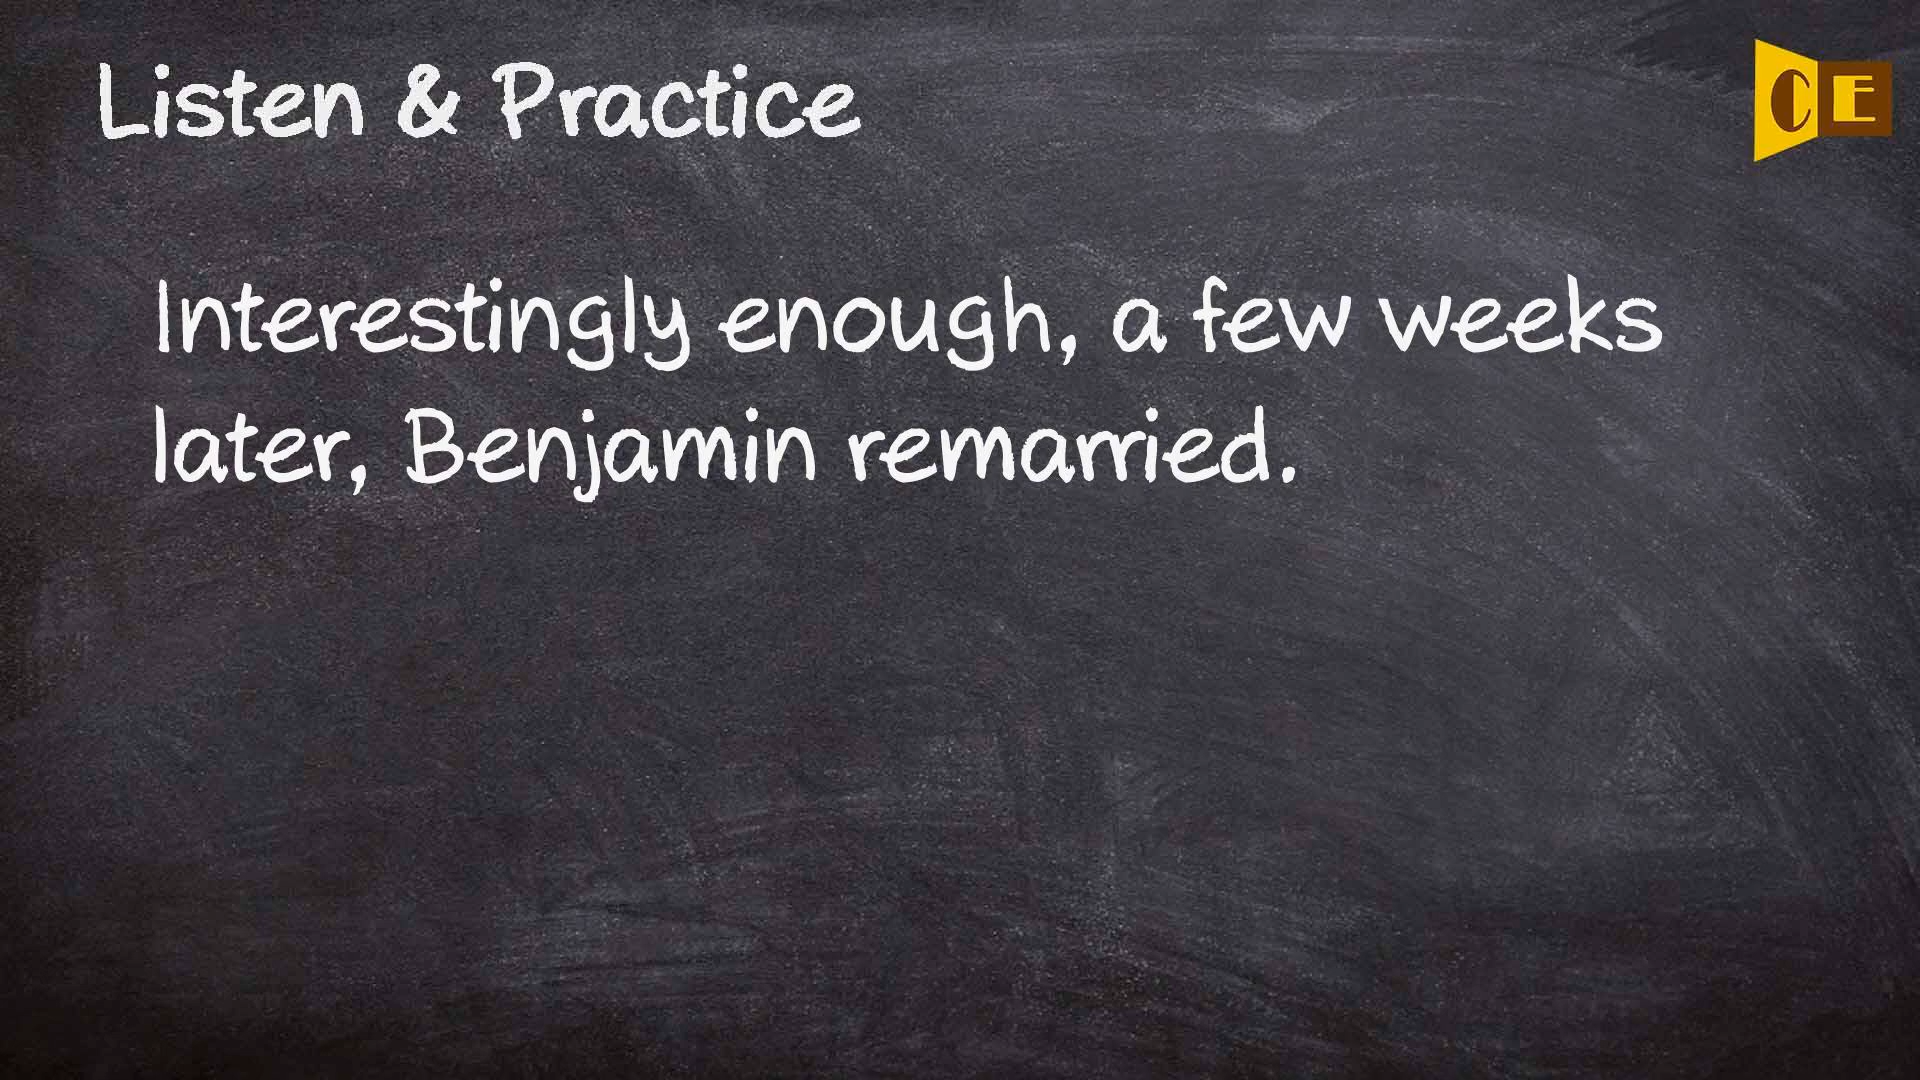 Listen & Practice
CE
Interestingly enough, a few weeks
later, Benjamin remarried.